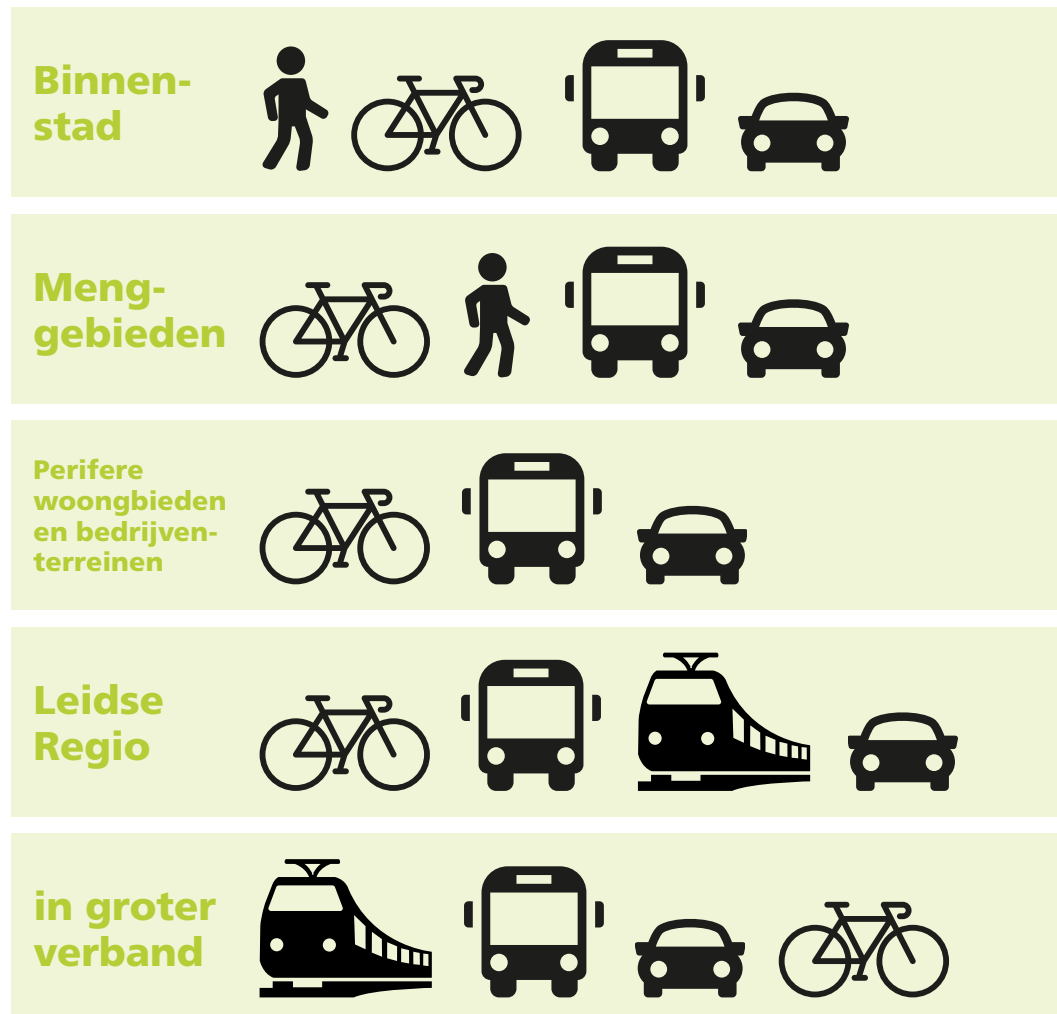 Binnen-
stad
Meng-
gebieden
Perifere
woongbieden
en bedrijven-
terreinen
Leidse
Regio
in groter
verband